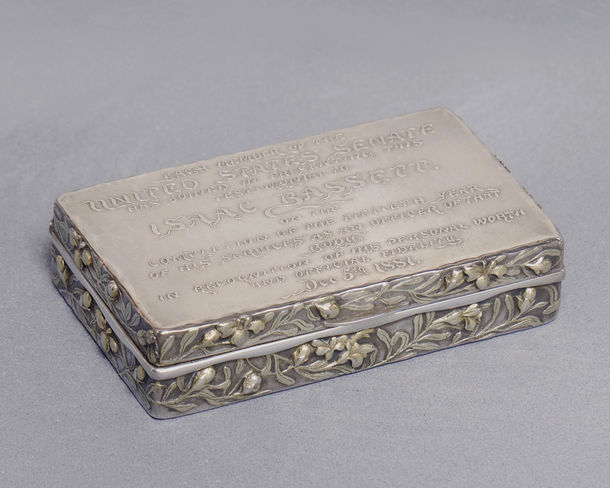 EACH MEMBER OF THE
UNITED STATES SENATE
HAS JOINED IN PRESENTING THIS
TESTIMONIAL TO
ISAAC BASSETT.
ON THE
COMPLETION OF THE FIFTIETH YEAR
OF HIS SERVICES AS AN OFFICER OF THAT
BODY
IN RECOGNITION OF HIS PERSONAL WORTH
AND OFFICIAL FIDELITY
Dec 5th 1881.